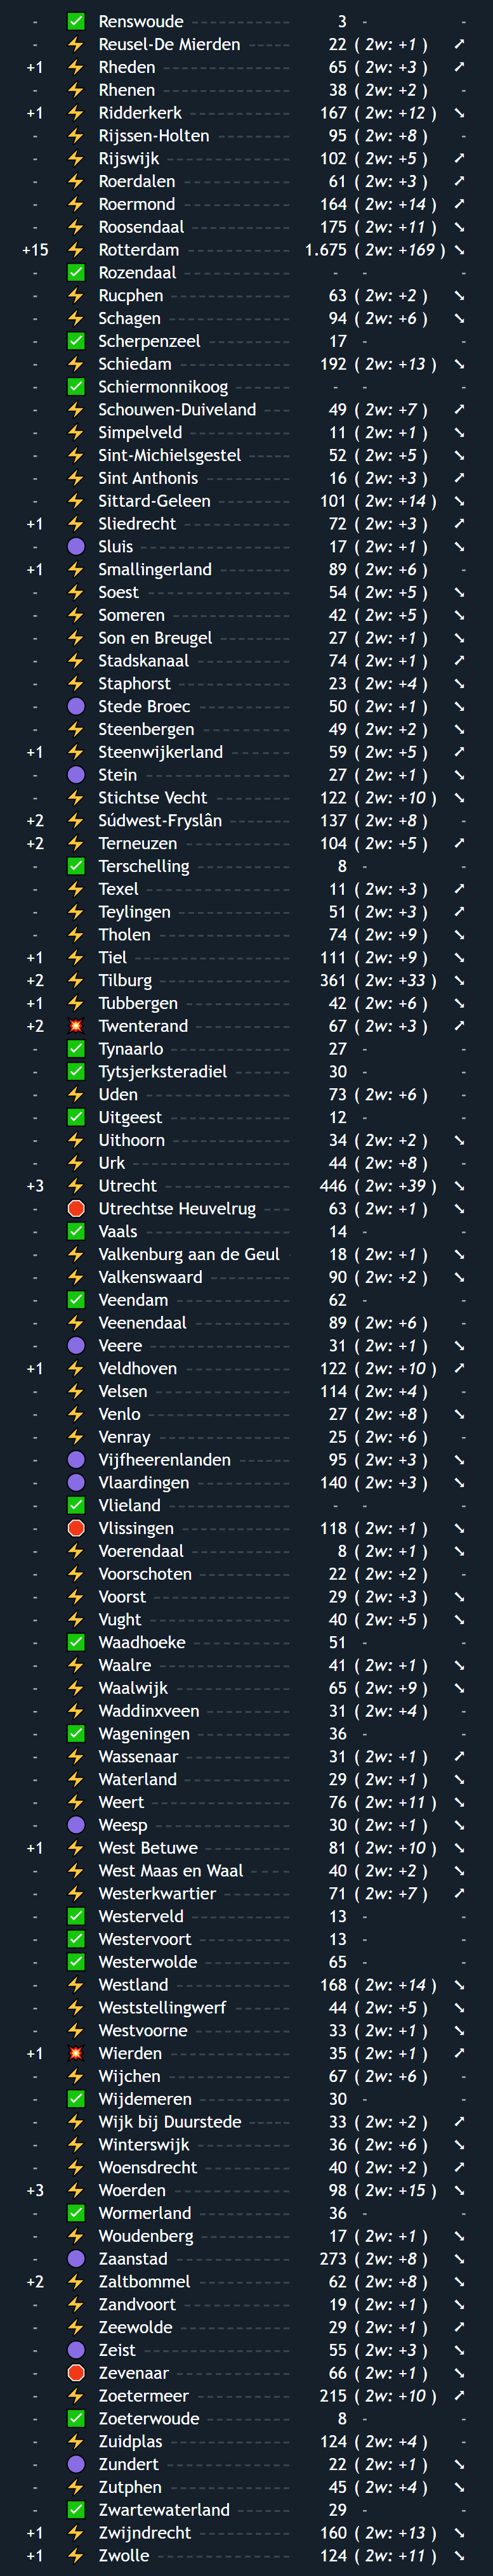 - ✅ Renswoude ------------ 3 - -
- ⚡ Reusel-De Mierden ------ 22 ( 2w: +1 ) ➚
+1 ⚡ Rheden --------------- 65 ( 2w: +3 ) ➚
- ⚡ Rhenen --------------- 38 ( 2w: +2 ) -
+1 ⚡ Ridderkerk ------------ 167 ( 2w: +12 ) ➘
- ⚡ Rijssen-Holten --------- 95 ( 2w: +8 ) -
- ⚡ Rijswijk --------------- 102 ( 2w: +5 ) ➚
- ⚡ Roerdalen ------------- 61 ( 2w: +3 ) ➚
- ⚡ Roermond ------------- 164 ( 2w: +14 ) ➚
- ⚡ Roosendaal ------------ 175 ( 2w: +11 ) ➘
+15 ⚡ Rotterdam ------------- 1.675 ( 2w: +169 ) ➘
- ✅ Rozendaal ------------- - - -
- ⚡ Rucphen -------------- 63 ( 2w: +2 ) ➘
- ⚡ Schagen -------------- 94 ( 2w: +6 ) ➘
- ✅ Scherpenzeel ---------- 17 - -
- ⚡ Schiedam ------------- 192 ( 2w: +13 ) ➘
- ✅ Schiermonnikoog ------- - - -
- ⚡ Schouwen-Duiveland ---- 49 ( 2w: +7 ) ➚
- ⚡ Simpelveld ------------ 11 ( 2w: +1 ) ➘
- ⚡ Sint-Michielsgestel ------ 52 ( 2w: +5 ) ➘
- ⚡ Sint Anthonis ---------- 16 ( 2w: +3 ) ➚
- ⚡ Sittard-Geleen --------- 101 ( 2w: +14 ) ➘
+1 ⚡ Sliedrecht ------------- 72 ( 2w: +3 ) ➚
- 🟣 Sluis ----------------- 17 ( 2w: +1 ) ➘
+1 ⚡ Smallingerland --------- 89 ( 2w: +6 ) -
- ⚡ Soest ----------------- 54 ( 2w: +5 ) ➘
- ⚡ Someren -------------- 42 ( 2w: +5 ) ➘
- ⚡ Son en Breugel --------- 27 ( 2w: +1 ) ➘
- ⚡ Stadskanaal ----------- 74 ( 2w: +1 ) ➚
- ⚡ Staphorst ------------- 23 ( 2w: +4 ) ➘
- 🟣 Stede Broec ----------- 50 ( 2w: +1 ) ➘
- ⚡ Steenbergen ----------- 49 ( 2w: +2 ) ➘
+1 ⚡ Steenwijkerland -------- 59 ( 2w: +5 ) ➚
- 🟣 Stein ----------------- 27 ( 2w: +1 ) ➘
- ⚡ Stichtse Vecht --------- 122 ( 2w: +10 ) ➘
+2 ⚡ Súdwest-Fryslân -------- 137 ( 2w: +8 ) -
+2 ⚡ Terneuzen ------------- 104 ( 2w: +5 ) ➚
- ✅ Terschelling ----------- 8 - -
- ⚡ Texel ----------------- 11 ( 2w: +3 ) ➚
- ⚡ Teylingen ------------- 51 ( 2w: +3 ) ➚
- ⚡ Tholen ---------------- 74 ( 2w: +9 ) ➘
+1 ⚡ Tiel ------------------ 111 ( 2w: +9 ) ➘
+2 ⚡ Tilburg --------------- 361 ( 2w: +33 ) ➘
+1 ⚡ Tubbergen ------------ 42 ( 2w: +6 ) ➘
+2 💥 Twenterand ------------ 67 ( 2w: +3 ) ➚
- ✅ Tynaarlo -------------- 27 - -
- ✅ Tytsjerksteradiel ------- 30 - -
- ⚡ Uden ----------------- 73 ( 2w: +6 ) -
- ✅ Uitgeest -------------- 12 - -
- ⚡ Uithoorn -------------- 34 ( 2w: +2 ) ➘
- ⚡ Urk ------------------ 44 ( 2w: +8 ) -
+3 ⚡ Utrecht --------------- 446 ( 2w: +39 ) ➘
- 🛑 Utrechtse Heuvelrug ---- 63 ( 2w: +1 ) ➘
- ✅ Vaals ----------------- 14 - -
- ⚡ Valkenburg aan de Geul - 18 ( 2w: +1 ) ➘
- ⚡ Valkenswaard ---------- 90 ( 2w: +2 ) ➘
- ✅ Veendam -------------- 62 - -
- ⚡ Veenendaal ----------- 89 ( 2w: +6 ) -
- 🟣 Veere ---------------- 31 ( 2w: +1 ) ➘
+1 ⚡ Veldhoven ------------ 122 ( 2w: +10 ) ➚
- ⚡ Velsen ---------------- 114 ( 2w: +4 ) -
- ⚡ Venlo ----------------- 27 ( 2w: +8 ) ➘
- ⚡ Venray --------------- 25 ( 2w: +6 ) -
- 🟣 Vijfheerenlanden ------ 95 ( 2w: +3 ) ➘
- 🟣 Vlaardingen ----------- 140 ( 2w: +3 ) ➘
- ✅ Vlieland --------------- - - -
- 🛑 Vlissingen ------------ 118 ( 2w: +1 ) ➘
- ⚡ Voerendaal ------------ 8 ( 2w: +1 ) ➘
- ⚡ Voorschoten ----------- 22 ( 2w: +2 ) -
- ⚡ Voorst ---------------- 29 ( 2w: +3 ) ➘
- ⚡ Vught ---------------- 40 ( 2w: +5 ) ➘
- ✅ Waadhoeke ------------ 51 - -
- ⚡ Waalre ---------------- 41 ( 2w: +1 ) ➘
- ⚡ Waalwijk -------------- 65 ( 2w: +9 ) ➘
- ⚡ Waddinxveen ---------- 31 ( 2w: +4 ) -
- ✅ Wageningen ----------- 36 - -
- ⚡ Wassenaar ------------ 31 ( 2w: +1 ) ➚
- ⚡ Waterland ------------ 29 ( 2w: +1 ) ➘
- ⚡ Weert ---------------- 76 ( 2w: +11 ) ➘
- 🟣 Weesp ---------------- 30 ( 2w: +1 ) ➘
+1 ⚡ West Betuwe ---------- 81 ( 2w: +10 ) ➘
- ⚡ West Maas en Waal ---- 40 ( 2w: +2 ) ➘
- ⚡ Westerkwartier -------- 71 ( 2w: +7 ) ➚
- ✅ Westerveld ------------ 13 - -
- ✅ Westervoort ----------- 13 - -
- ✅ Westerwolde ---------- 65 - -
- ⚡ Westland -------------- 168 ( 2w: +14 ) ➘
- ⚡ Weststellingwerf ------- 44 ( 2w: +5 ) ➘
- ⚡ Westvoorne ----------- 33 ( 2w: +1 ) ➘
+1 💥 Wierden -------------- 35 ( 2w: +1 ) ➚
- ⚡ Wijchen -------------- 67 ( 2w: +6 ) -
- ✅ Wijdemeren ----------- 30 - -
- ⚡ Wijk bij Duurstede ----- 33 ( 2w: +2 ) ➚
- ⚡ Winterswijk ----------- 36 ( 2w: +6 ) ➘
- ⚡ Woensdrecht ---------- 40 ( 2w: +2 ) ➚
+3 ⚡ Woerden ------------- 98 ( 2w: +15 ) ➘
- ✅ Wormerland ----------- 36 - -
- ⚡ Woudenberg ---------- 17 ( 2w: +1 ) ➘
- 🟣 Zaanstad ------------- 273 ( 2w: +8 ) ➘
+2 ⚡ Zaltbommel ----------- 62 ( 2w: +8 ) ➘
- ⚡ Zandvoort ------------ 19 ( 2w: +1 ) ➘
- ⚡ Zeewolde ------------- 29 ( 2w: +1 ) ➚
- 🟣 Zeist ----------------- 55 ( 2w: +3 ) ➘
- 🛑 Zevenaar ------------- 66 ( 2w: +1 ) ➘
- ⚡ Zoetermeer ----------- 215 ( 2w: +10 ) ➚
- ✅ Zoeterwoude ---------- 8 - -
- ⚡ Zuidplas -------------- 124 ( 2w: +4 ) -
- 🟣 Zundert -------------- 22 ( 2w: +1 ) ➘
- ⚡ Zutphen -------------- 45 ( 2w: +4 ) ➘
- ✅ Zwartewaterland ------- 29 - -
+1 ⚡ Zwijndrecht ----------- 160 ( 2w: +13 ) ➘
+1 ⚡ Zwolle --------------- 124 ( 2w: +11 ) ➘